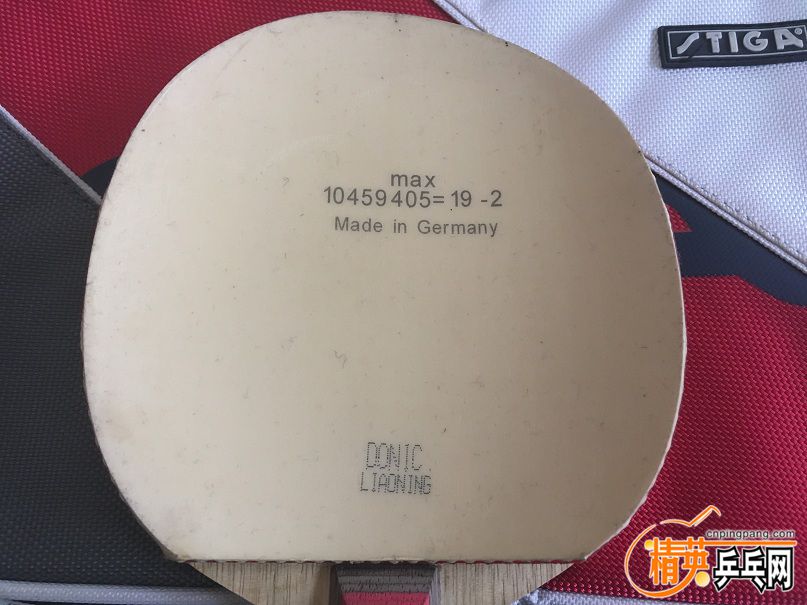 STIGA
max
10459405=19 -2
Made in Germany
DONIC.
LIAONING
cnpingpang.com
精英乒乓网